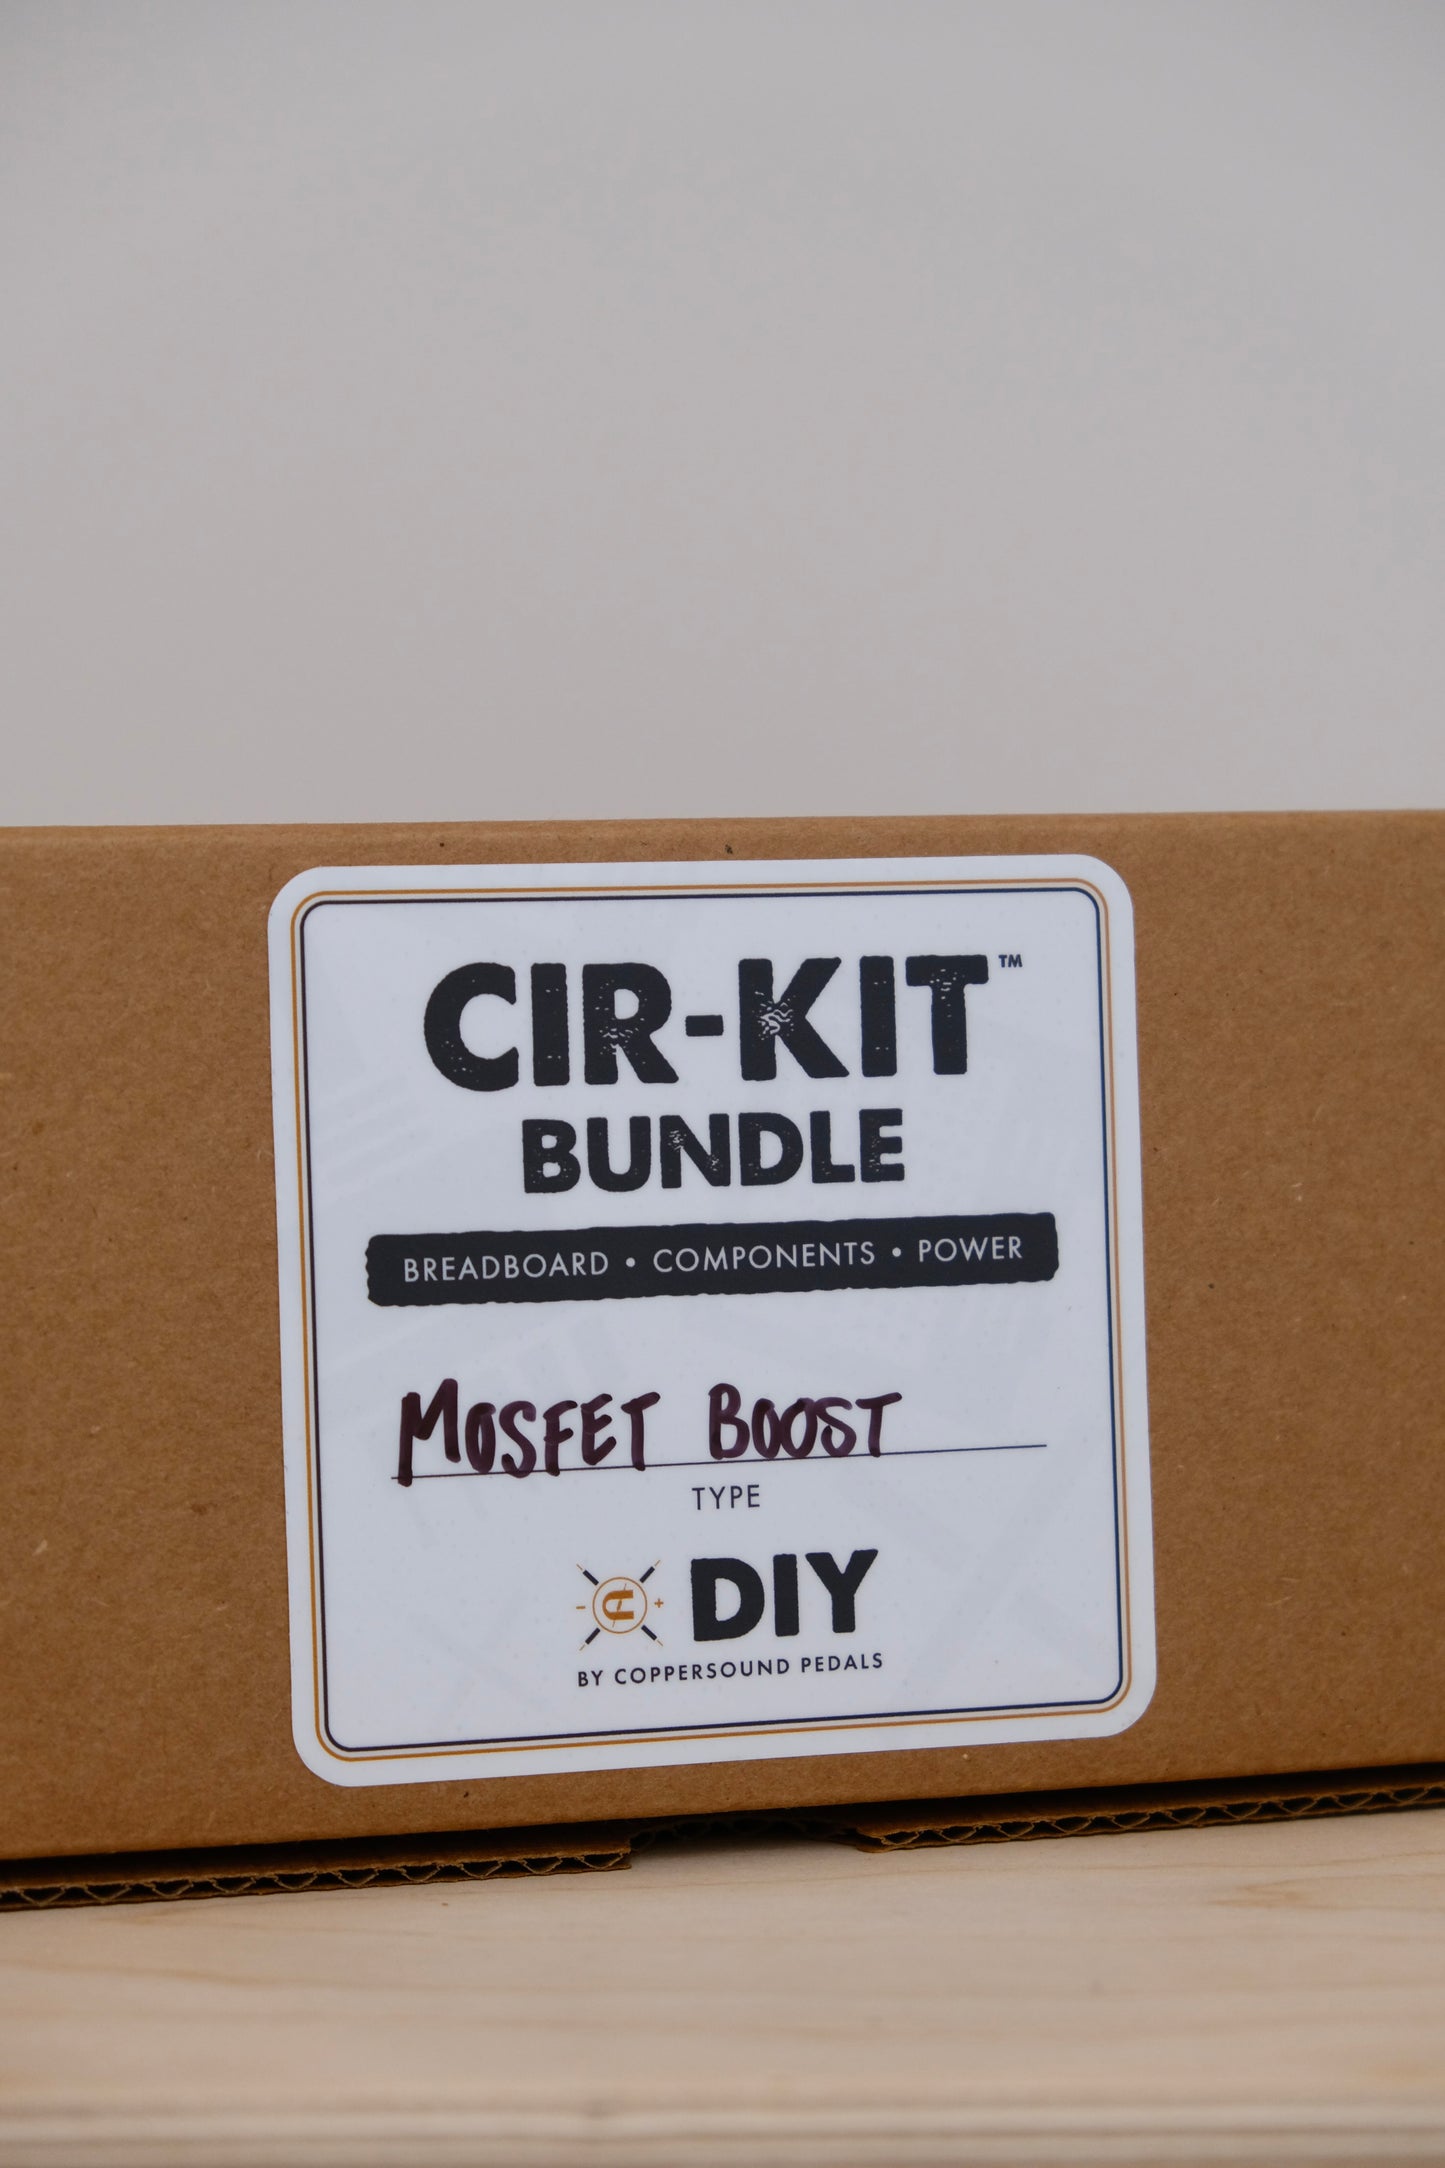 CIR-KIT™
BUNDLE
BREADBOARD • COMPONENTS • POWER
MOSFET BOOST
TYPE
- +
DIY
BY COPPERSOUND PEDALS